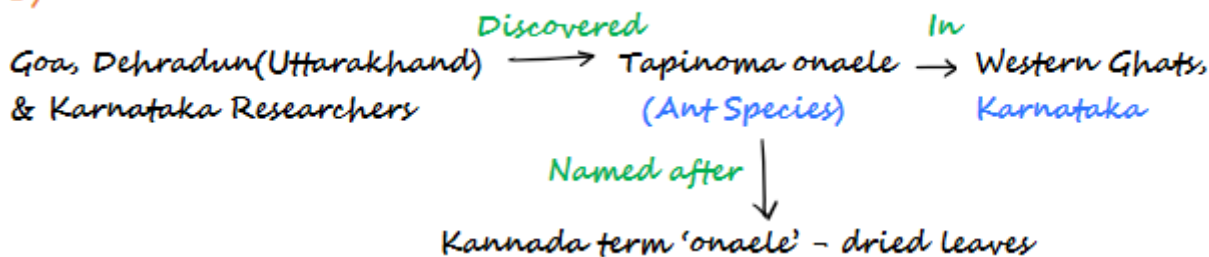 Discovered In
Goa, Dehradun(Uttarakhand) → Tapinoma onaele → Western Ghats,
& Karnataka Researchers (Ant Species) Karnataka
Named after
Kannada term ‘onaele’ - dried leaves